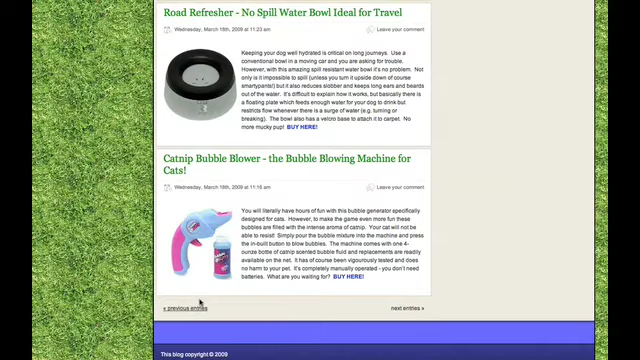 Road Refresher - No Spill Water Bowl Ideal for Travel
Wednesday, March 18th, 2009 at 11:23 am
Leave your comment
Keeping your dog well hydrated is critical on long journeys. Use a
conventional bowl in a moving car and you are asking for trouble.
However, with this amazing spill resistant water bowl it's no problem. Not
only is it impossible to spill (unless you turn it upside down of course
smartypants!) but it also reduces slobber and keeps long ears and beards
out of the water. It's difficult to explain how it works, but basically there is
a floating plate which feeds enough water for your dog to drink but
restricts flow whenever there is a surge of water (e.g. turning or
breaking). The bowl also has a velcro base to attach it to carpet. No
more mucky pup! BUY HERE!
Catnip Bubble Blower - the Bubble Blowing Machine for
Cats!
Wednesday, March 18th, 2009 at 11:16 am
Leave your comment
You will literally have hours of fun with this bubble generator specifically
designed for cats. However, to make the game even more fun these
bubbles are filled with the intense aroma of catnip. Your cat will not be
able to resist! Simply pour the bubble mixture into the machine and press
the in-built button to blow bubbles. The machine comes with one 4-
ounze bottle of catnip scented bubble fluid and replacements are readily
available on the net. It has of course been vigourously tested and does
no harm to your pet. It's completely manually operated - you don't need
batteries. What are you waiting for? BUY HERE!
« previous entries
next entries »
This blog copyright © 2009